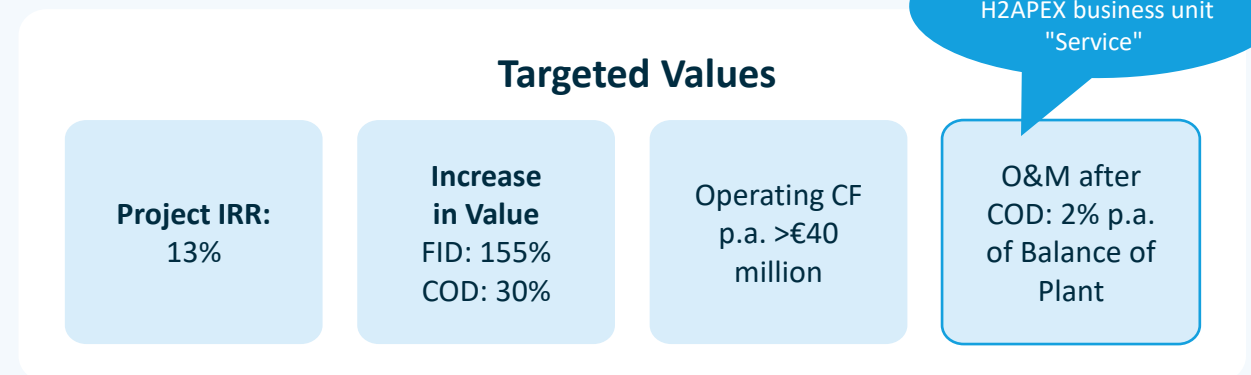 H2APEX business unit
"Service"
Targeted Values
Project IRR:
13%
Increase
in Value
FID: 155%
COD: 30%
Operating CF
p.a. >€40
million
O&M after
COD: 2% p.a.
of Balance of
Plant